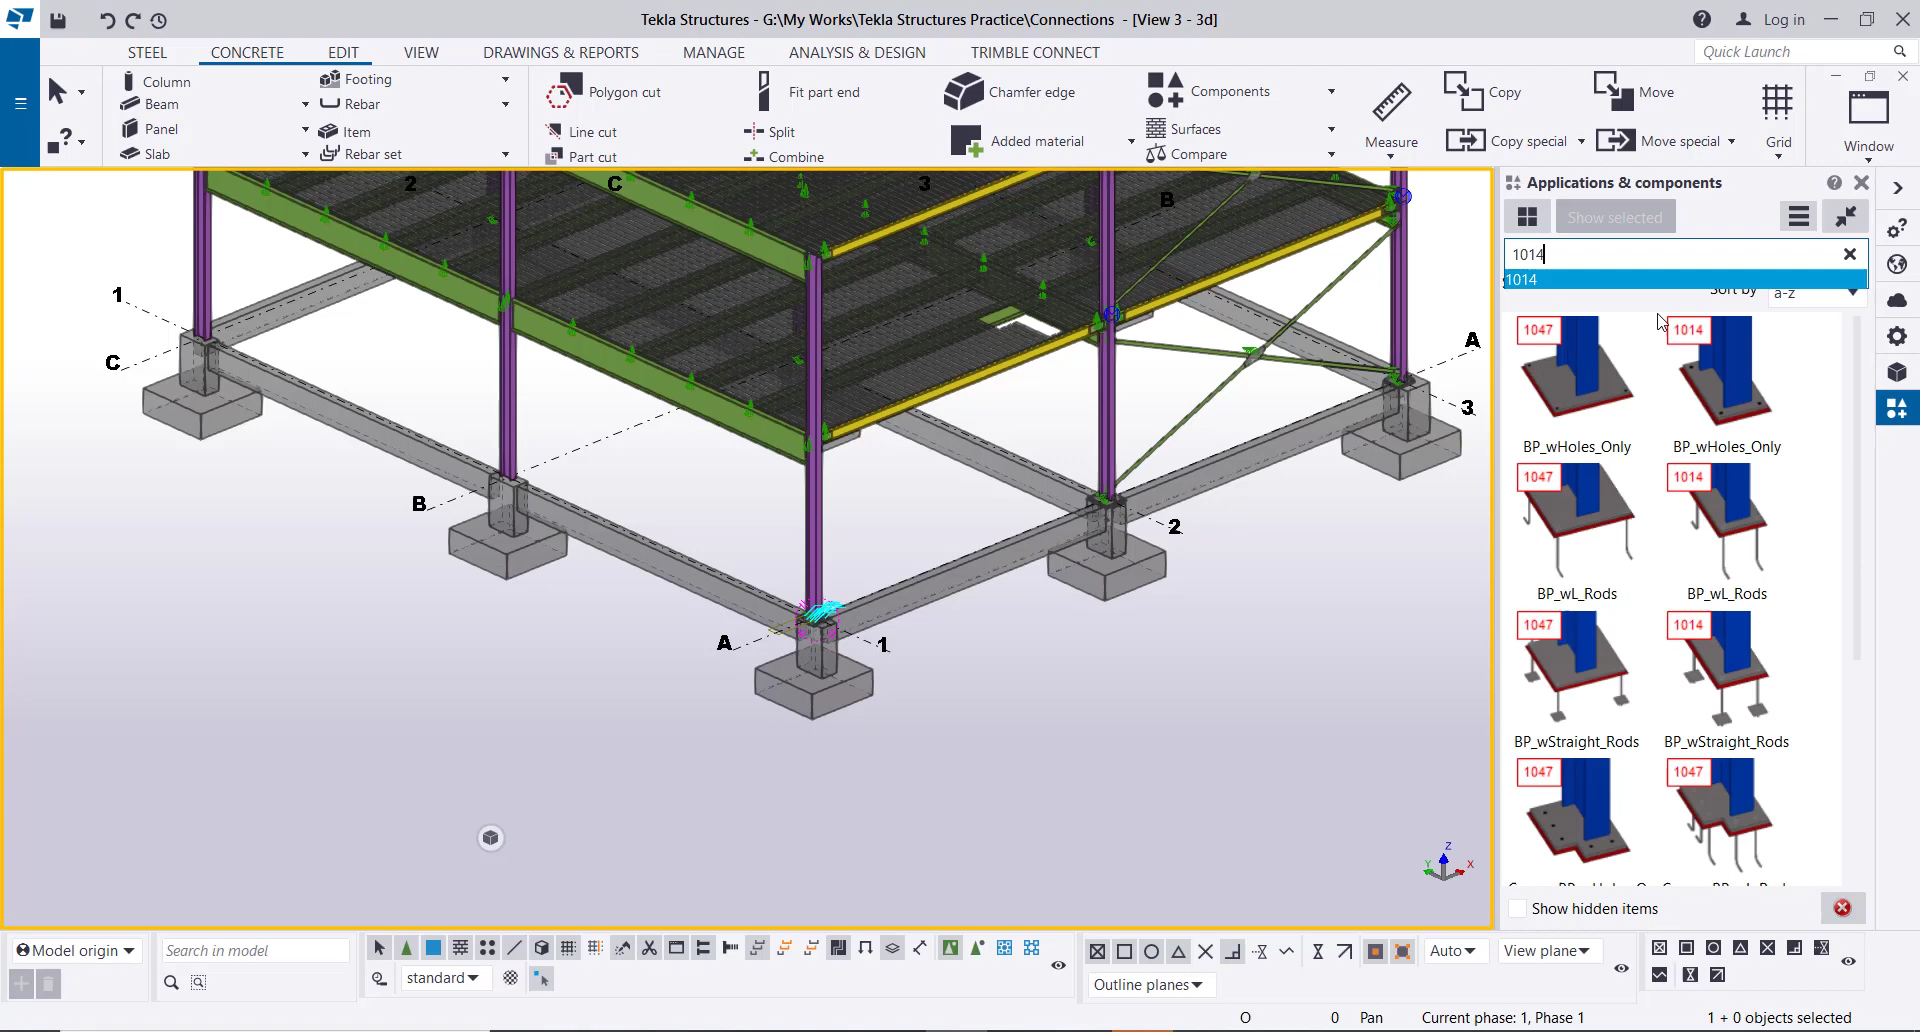 Tekla Structures - G:\My Works\Tekla Structures Practice\Connections - [View 3 - 3d]
Log in
STEEL CONCRETE EDIT VIEW DRAWINGS & REPORTS MANAGE ANALYSIS & DESIGN TRIMBLE CONNECT
Quick Launch
Column
Beam
Panel
Slab
Footing
Rebar
Item
Rebar set
Polygon cut
Line cut
Part cut
Fit part end
Split
Combine
Chamfer edge
Added material
Components
Surfaces
Compare
Measure
Copy
Copy special
Move
Move special
Grid
Window
2 C 3 B
1
C
A
3
B
2
A
1
Z
Y X
Applications & components
Show selected
1014
1014
Sort by a-z
1047 1014
BP_wHoles_Only BP_wHoles_Only
1047 1014
BP_wL_Rods BP_wL_Rods
1047 1014
BP_wStraight_Rods BP_wStraight_Rods
1047 1047
Show hidden items
Model origin
Search in model
standard
Auto
View plane
Outline planes
O 0 Pan Current phase: 1, Phase 1 1 + 0 objects selected